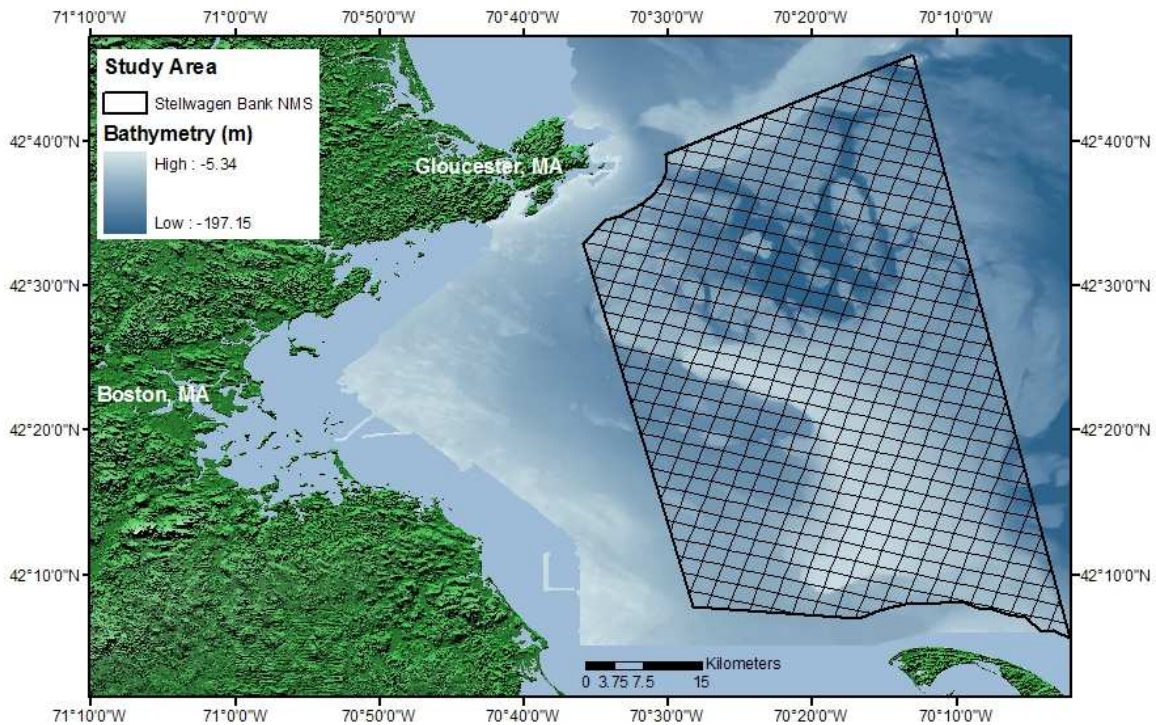 71°10'0"W 71°0'0"W 70°50'0"W 70°40'0"W 70°30'0"W 70°20'0"W 70°10'0"W
Study Area
Stellwagen Bank NMS
Bathymetry (m)
High : -5.34
Low : -197.15
42°40'0"N 42°40'0"N
Gloucester, MA
42°30'0"N 42°30'0"N
Boston, MA
42°20'0"N 42°20'0"N
42°10'0"N 42°10'0"N
Kilometers
0 3.75 7.5 15
71°10'0"W 71°0'0"W 70°50'0"W 70°40'0"W 70°30'0"W 70°20'0"W 70°10'0"W